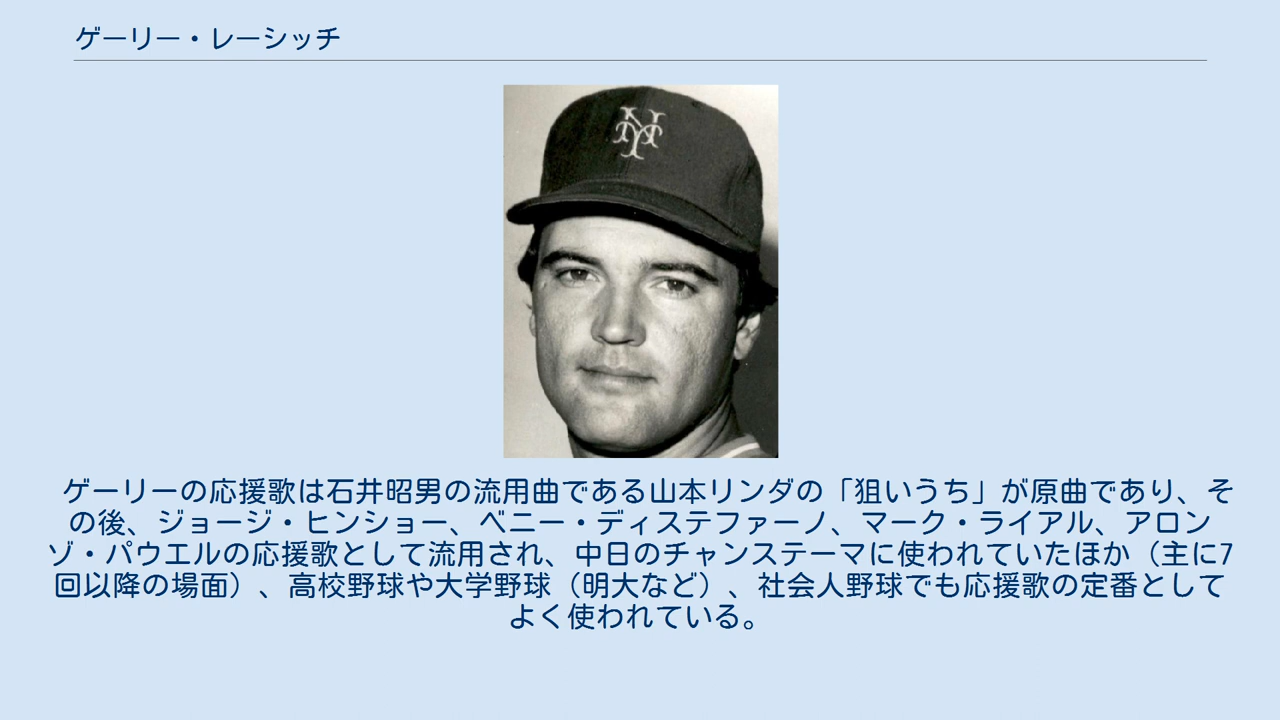 ゲーリー・レーシッチ
NY
ゲーリーの応援歌は石井昭男の流用曲である山本リンダの「狙いうち」が原曲であり、そ
の後、ジョージ・ヒンショー、ベニー・ディステファーノ、マーク・ライアル、アロン
ゾ・パウエルの応援歌として流用され、中日のチャンステーマに使われていたほか（主に7
回以降の場面）、高校野球や大学野球（明大など）、社会人野球でも応援歌の定番として
よく使われている。